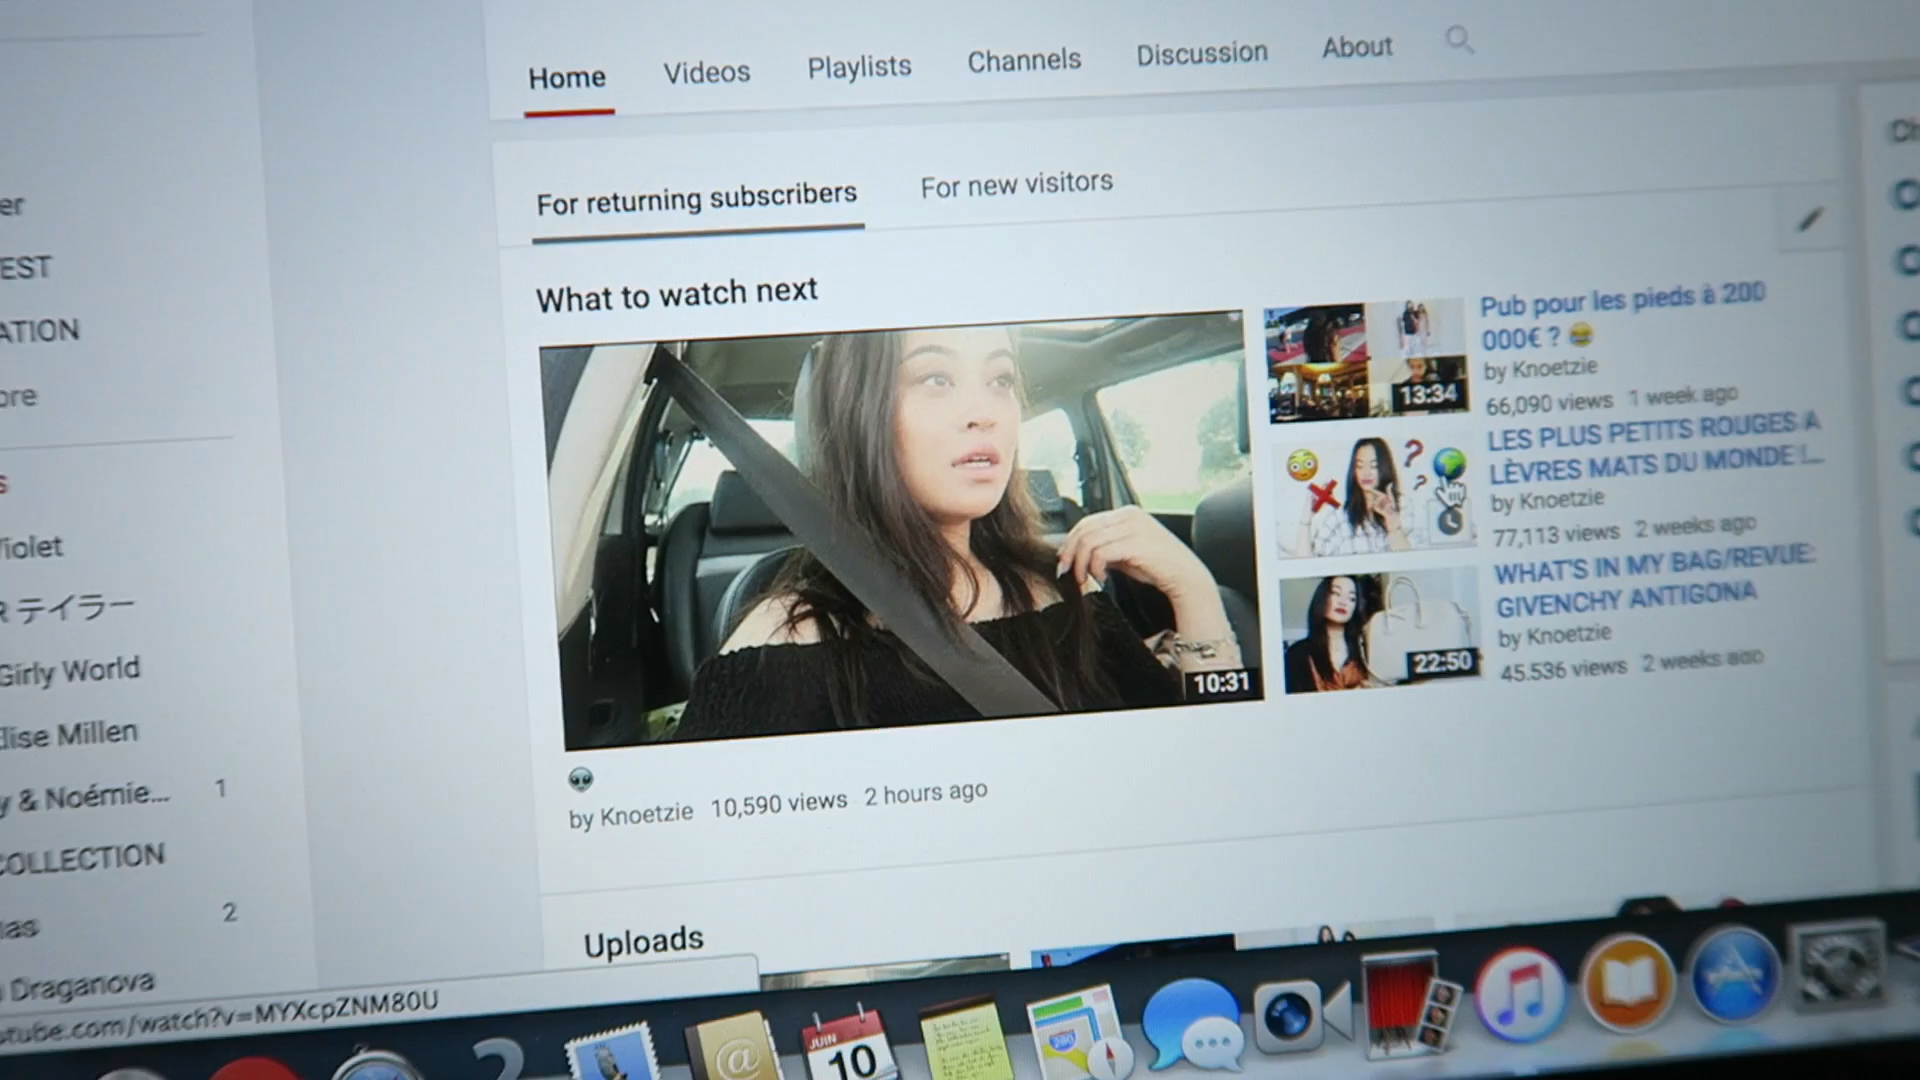 Home Videos Playlists Channels Discussion About
For returning subscribers For new visitors
What to watch next
10:31
👽
by Knoetzie 10,590 views 2 hours ago
13:34
Pub pour les pieds à 200
000€ ? 😂
by Knoetzie
66,090 views 1 week ago
LES PLUS PETITS ROUGES A
LÈVRES MATS DU MONDE !...
by Knoetzie
77,113 views 2 weeks ago
22:50
WHAT'S IN MY BAG/REVUE:
GIVENCHY ANTIGONA
by Knoetzie
45,536 views 2 weeks ago
Uploads
er
EST
ATION
ore
s
Violet
R テイラー
Girly World
Elise Millen
y & Noémie... 1
COLLECTION
las 2
Draganova
tube.com/watch?v=MYXcpZNM80U
JUIN
10
280
@